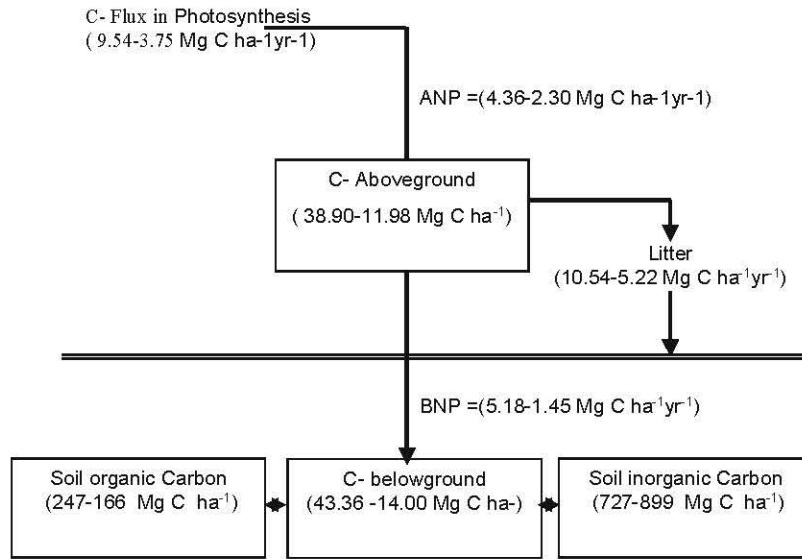 C- Flux in Photosynthesis
( 9.54-3.75 Mg C ha-1yr-1)
ANP =(4.36-2.30 Mg C ha-1yr-1)
C- Aboveground
( 38.90-11.98 Mg C ha⁻¹)
Litter
(10.54-5.22 Mg C ha⁻¹yr⁻¹)
BNP =(5.18-1.45 Mg C ha⁻¹yr⁻¹)
Soil organic Carbon
(247-166 Mg C ha⁻¹)
C- belowground
(43.36 -14.00 Mg C ha-)
Soil inorganic Carbon
(727-899 Mg C ha⁻¹)